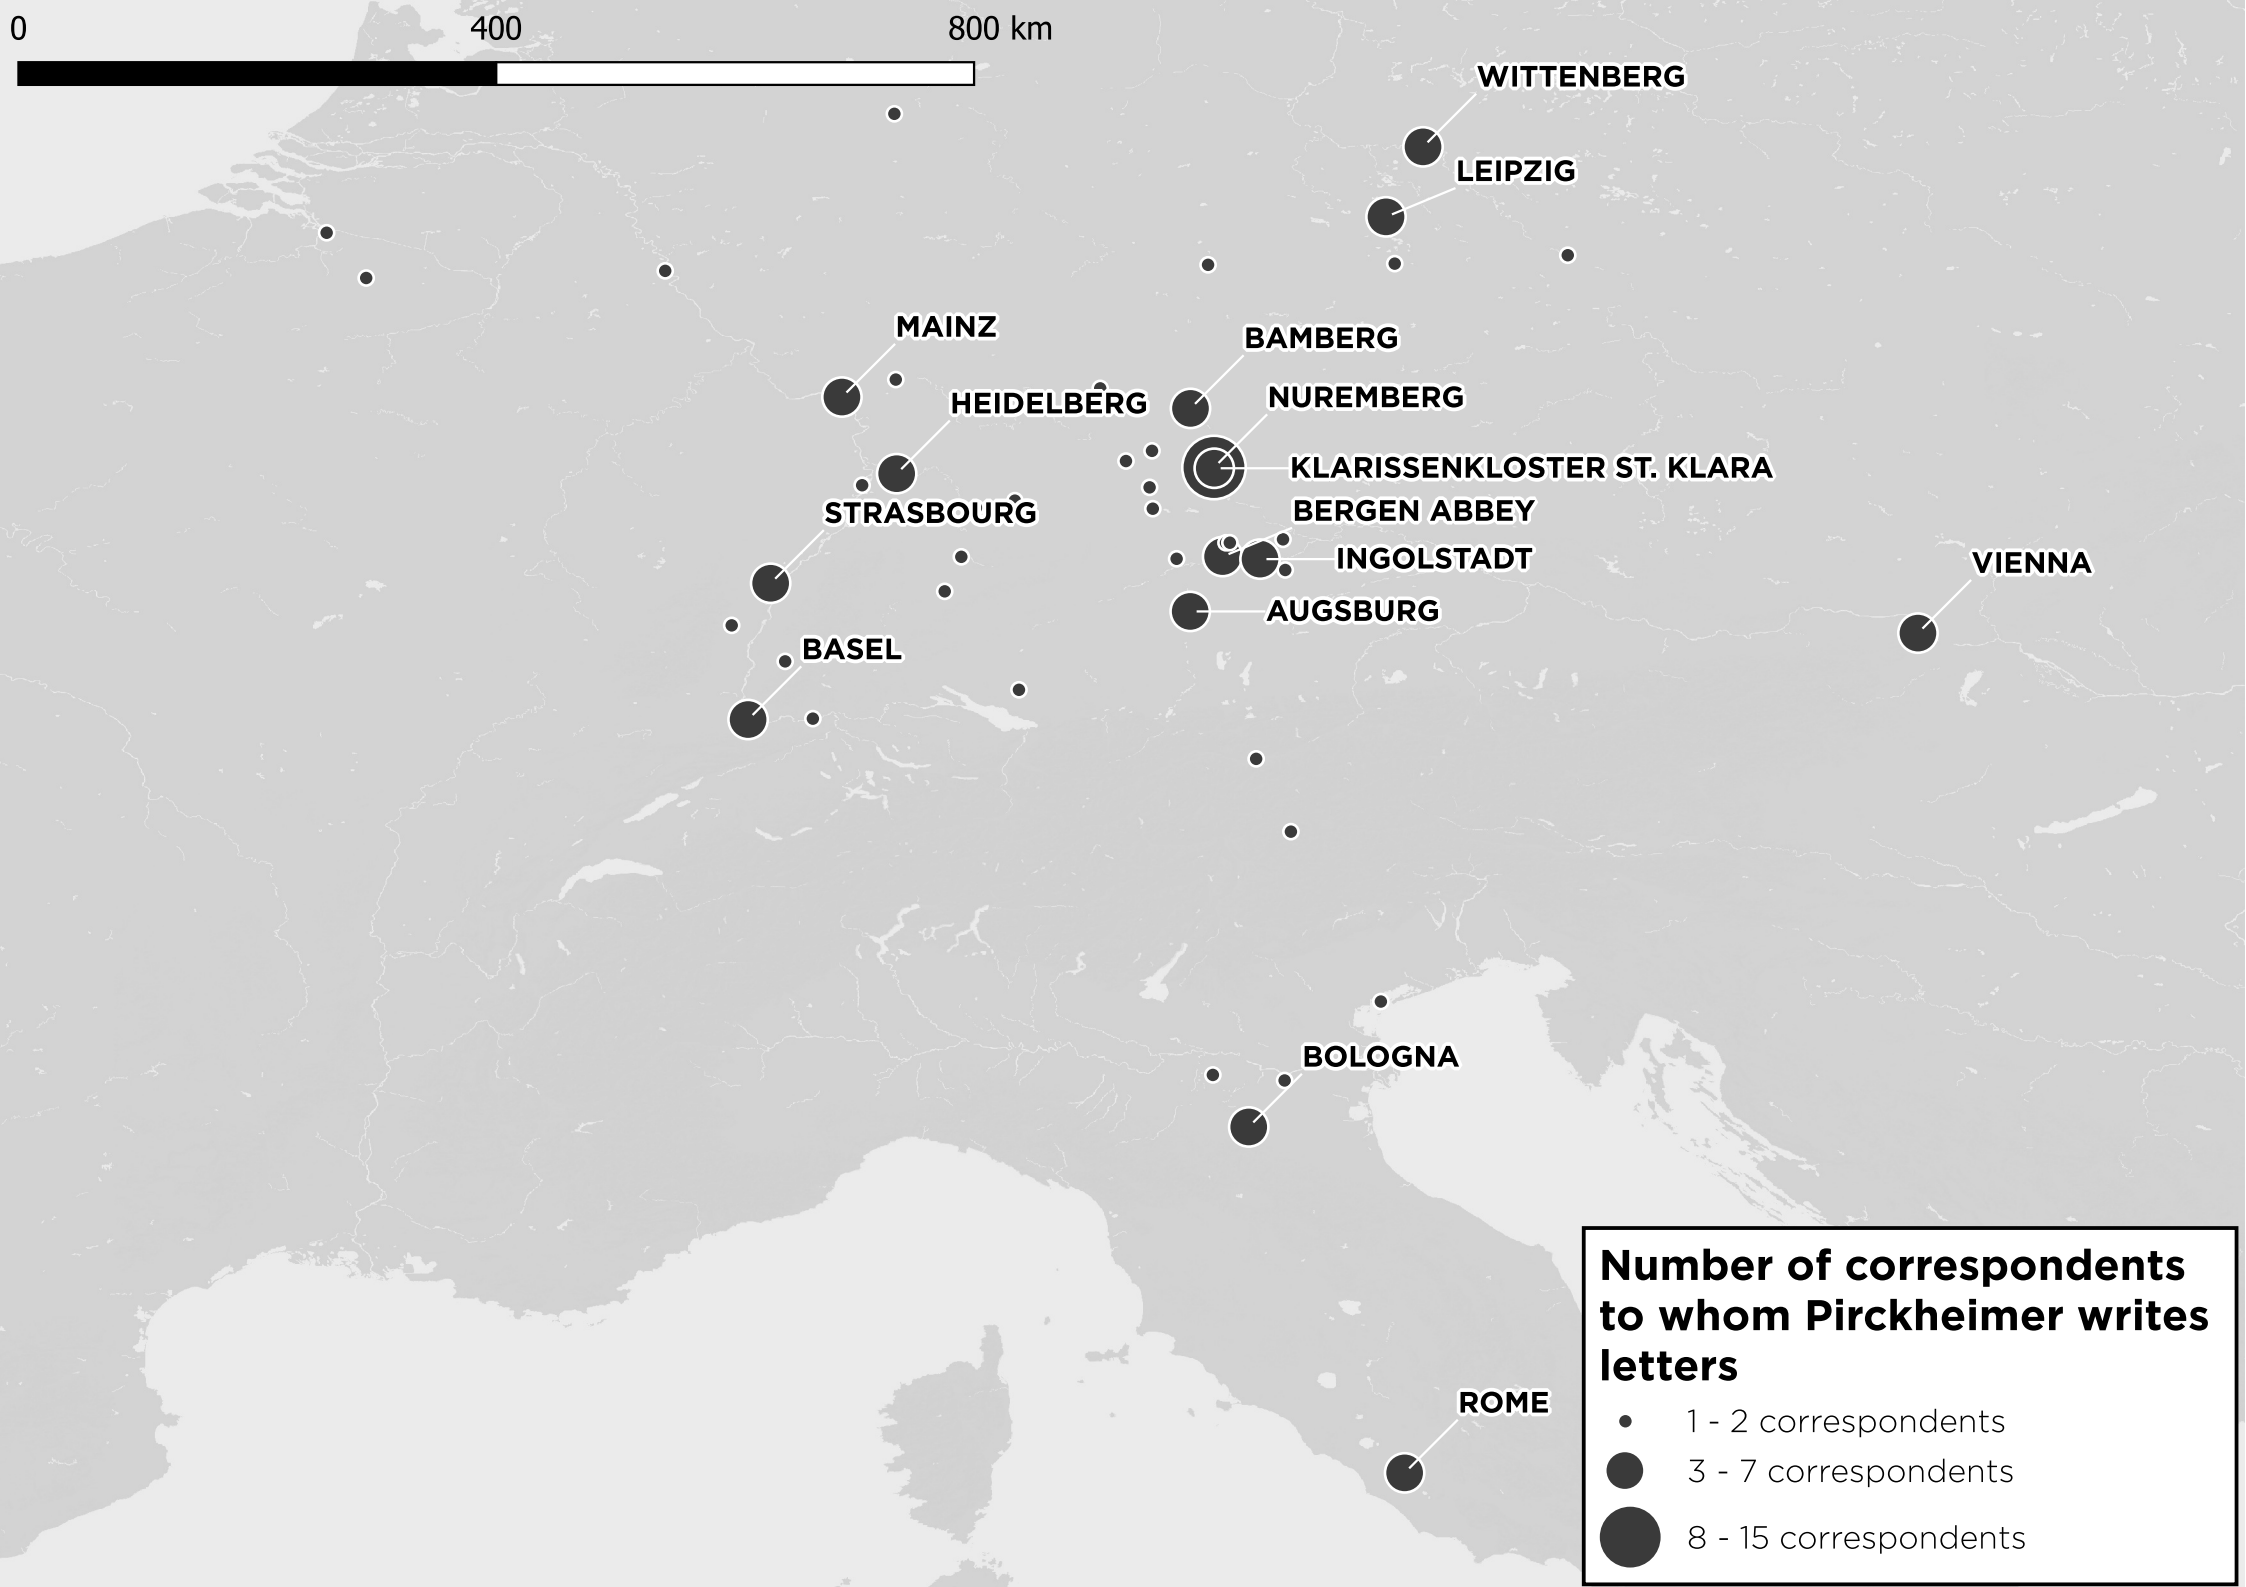 0 400 800 km
WITTENBERG
LEIPZIG
MAINZ
BAMBERG
HEIDELBERG
NUREMBERG
KLARISSENKLOSTER ST. KLARA
STRASBOURG
BERGEN ABBEY
INGOLSTADT
VIENNA
AUGSBURG
BASEL
BOLOGNA
ROME
Number of correspondents
to whom Pirckheimer writes
letters
1 - 2 correspondents
3 - 7 correspondents
8 - 15 correspondents